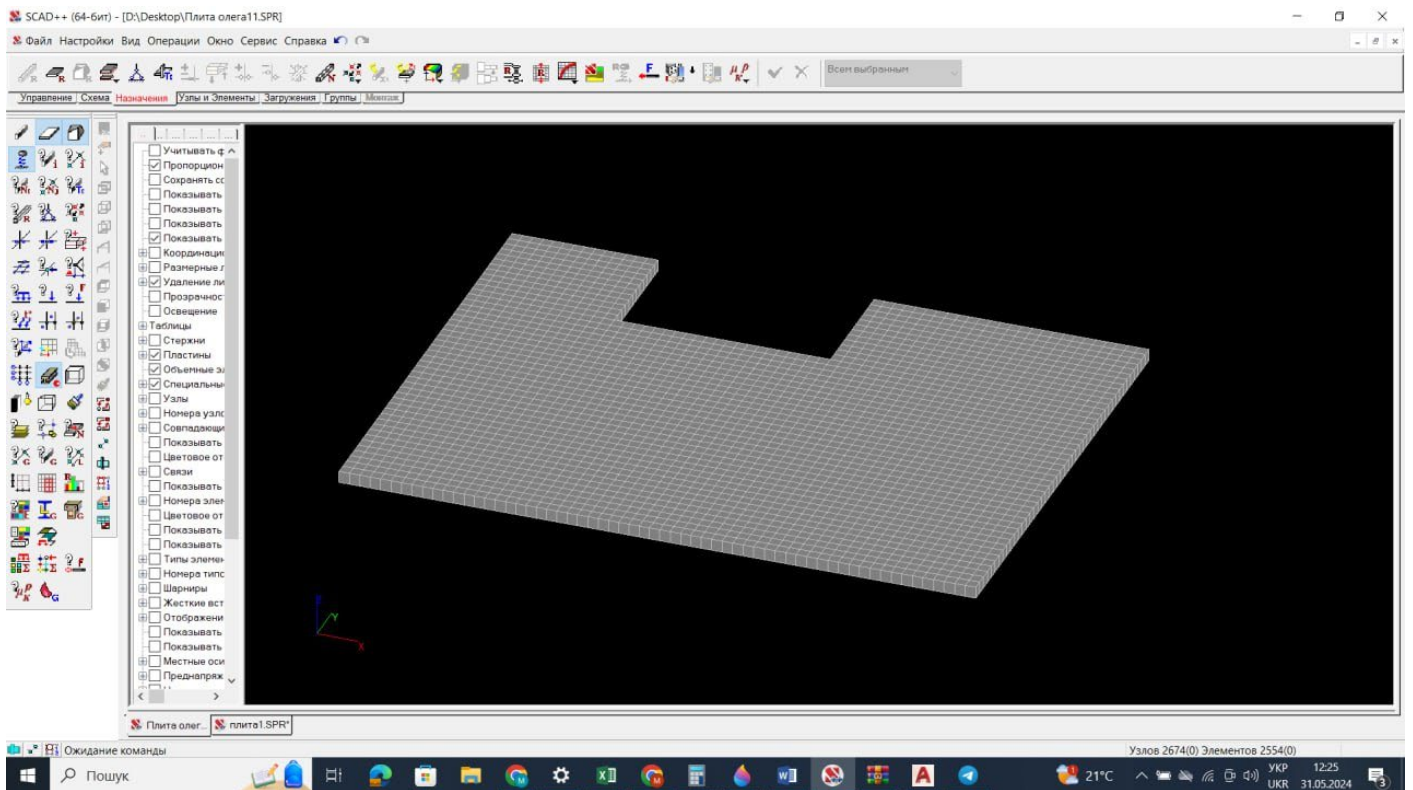 SCAD++ (64-бит) - [D:\Desktop\Плита олега11.SPR]
Файл Настройки Вид Операции Окно Сервис Справка
Всем выбранным
Управление Схема Назначения Узлы и Элементы Загружения Группы Монтаж
Учитывать ф
Пропорцион
Сохранять сс
Показывать
Показывать
Показывать
Показывать
Координаци
Размерные л
Удаление ли
Прозрачнос
Освещение
Таблицы
Стержни
Пластины
Объемные эл
Специальны
Узлы
Номера узло
Совпадающи
Показывать
Цветовое от
Связи
Показывать
Номера элем
Цветовое от
Показывать
Показывать
Типы элемен
Номера типо
Шарниры
Жесткие вст
Отображени
Показывать
Показывать
Местные оси
Преднапряж
Z
Y
X
Плита олег... плита1.SPR*
Ожидание команды
Узлов 2674(0) Элементов 2554(0)
Пошук
21°C
УКР
UKR
12:25
31.05.2024
3